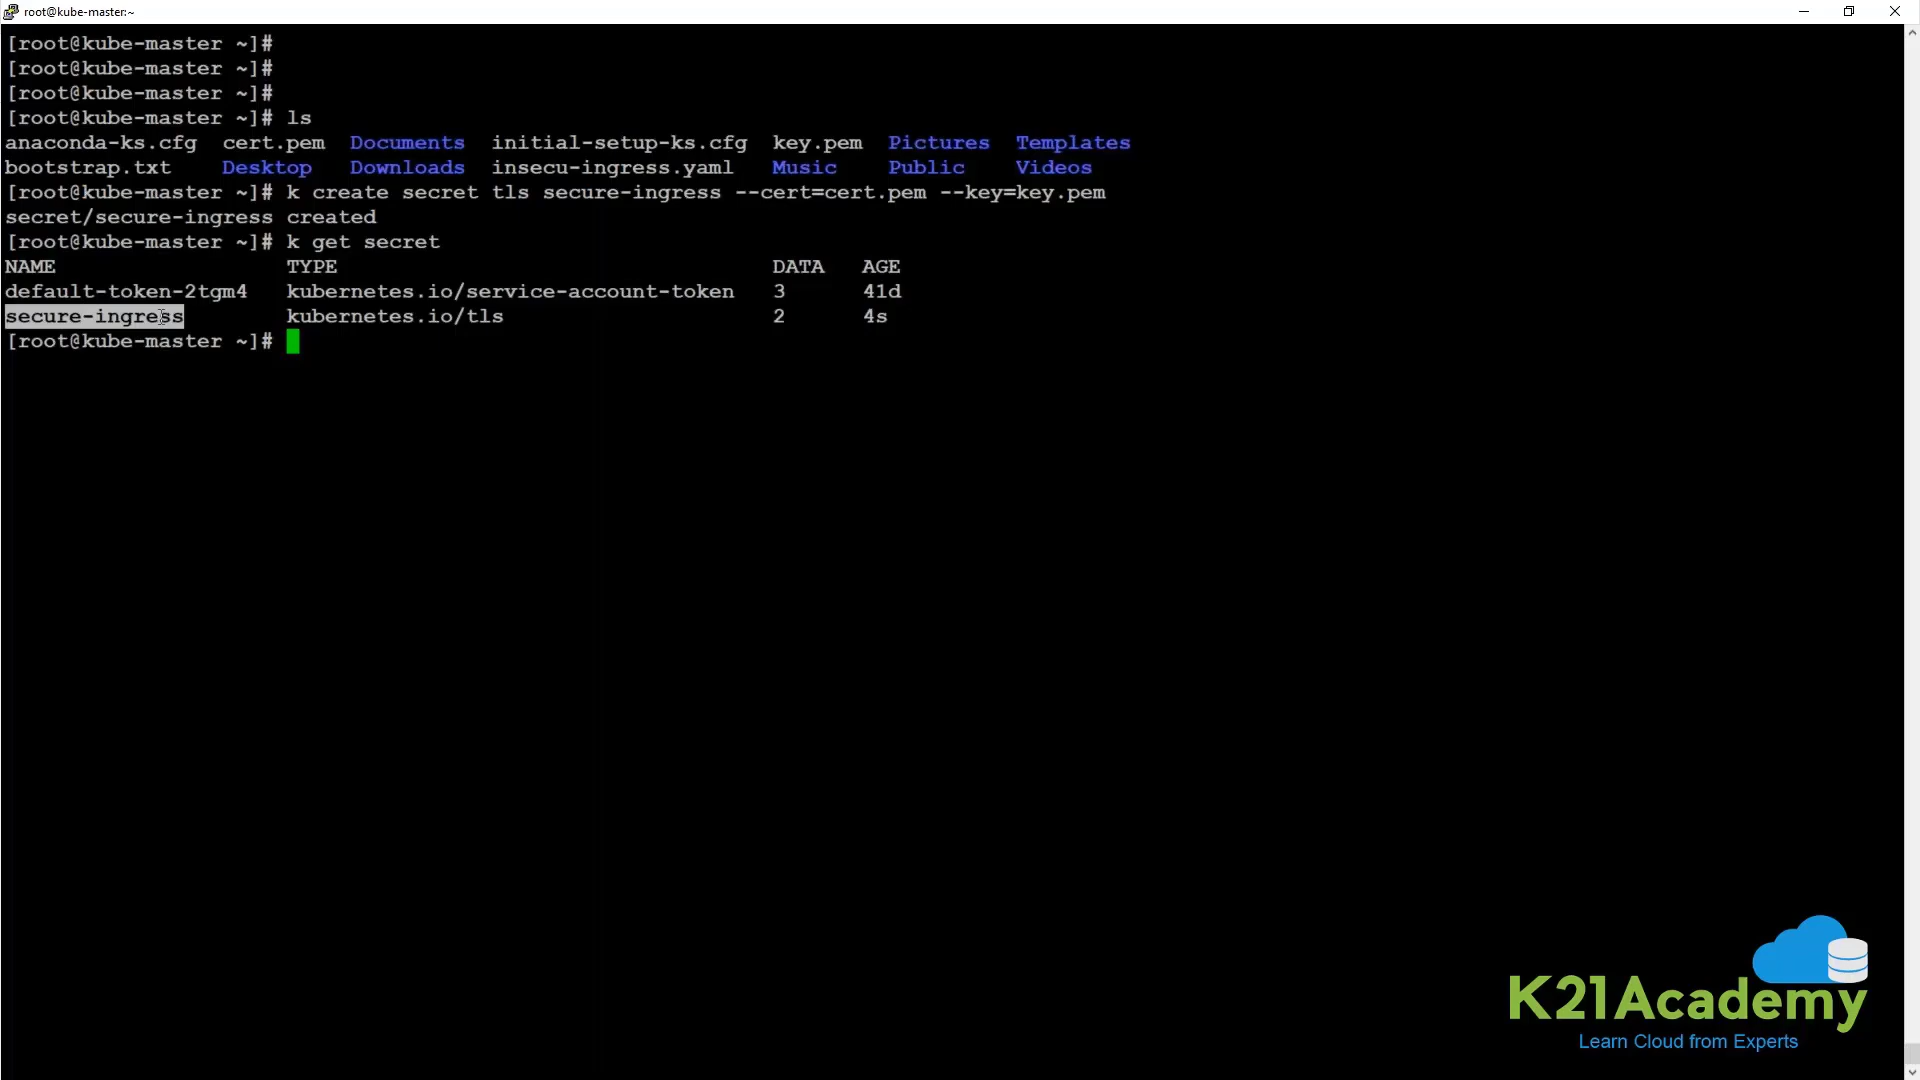 root@kube-master:~
[root@kube-master ~]#
[root@kube-master ~]#
[root@kube-master ~]#
[root@kube-master ~]# ls
anaconda-ks.cfg  cert.pem  Documents  initial-setup-ks.cfg  key.pem  Pictures  Templates
bootstrap.txt    Desktop   Downloads  insecu-ingress.yaml   Music    Public    Videos
[root@kube-master ~]# k create secret tls secure-ingress --cert=cert.pem --key=key.pem
secret/secure-ingress created
[root@kube-master ~]# k get secret
NAME                  TYPE                                  DATA   AGE
default-token-2tgm4   kubernetes.io/service-account-token   3      41d
secure-ingress        kubernetes.io/tls                     2      4s
[root@kube-master ~]#
K21Academy
Learn Cloud from Experts